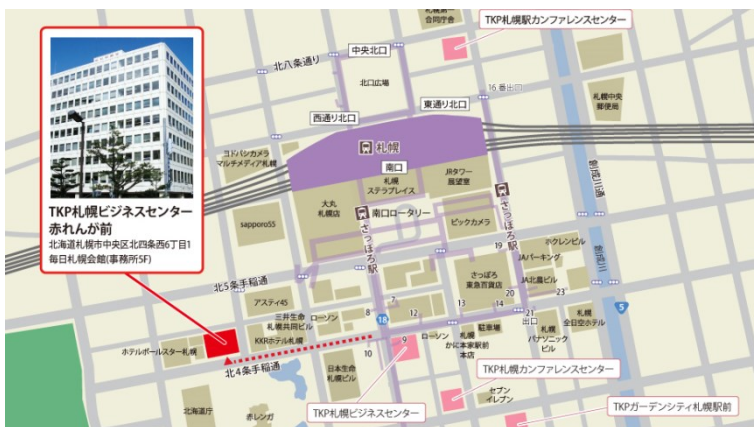 札幌第一
合同庁舎
TKP札幌駅カンファレンスセンター
中央北口
北八条通り
北口広場
16番出口
札幌中央
郵便局
西通り北口
東通り北口
ヨドバシカメラ
マルチメディア札幌
札幌
南口
札幌
ステラプレイス
JRタワー
展望室
創成川通
TKP札幌ビジネスセンター
赤れんが前
北海道札幌市中央区北四条西6丁目1
毎日札幌会館(事務所5F)
大丸
札幌店
南口ロータリー
ビックカメラ
さっぽろ駅
さっぽろ駅
sapporo55
19
ホクレンビル
JAパーキング
JA北農ビル
創成川
北5条手稲通
アスティ45
さっぽろ
東急百貨店
20
23
7
13
14
5
三井生命
札幌共同ビル
ローソン
8
18
12
21
出口
札幌
全日空ホテル
KKRホテル札幌
9
ローソン
札幌
かに本家駅前
本店
駐車場
札幌
パナソニック
ビル
ホテルポールスター札幌
北4条手稲通
10
日本生命
札幌ビル
TKP札幌カンファレンスセンター
北海道庁
赤レンガ
TKP札幌ビジネスセンター
セブン
イレブン
TKPガーデンシティ札幌駅前